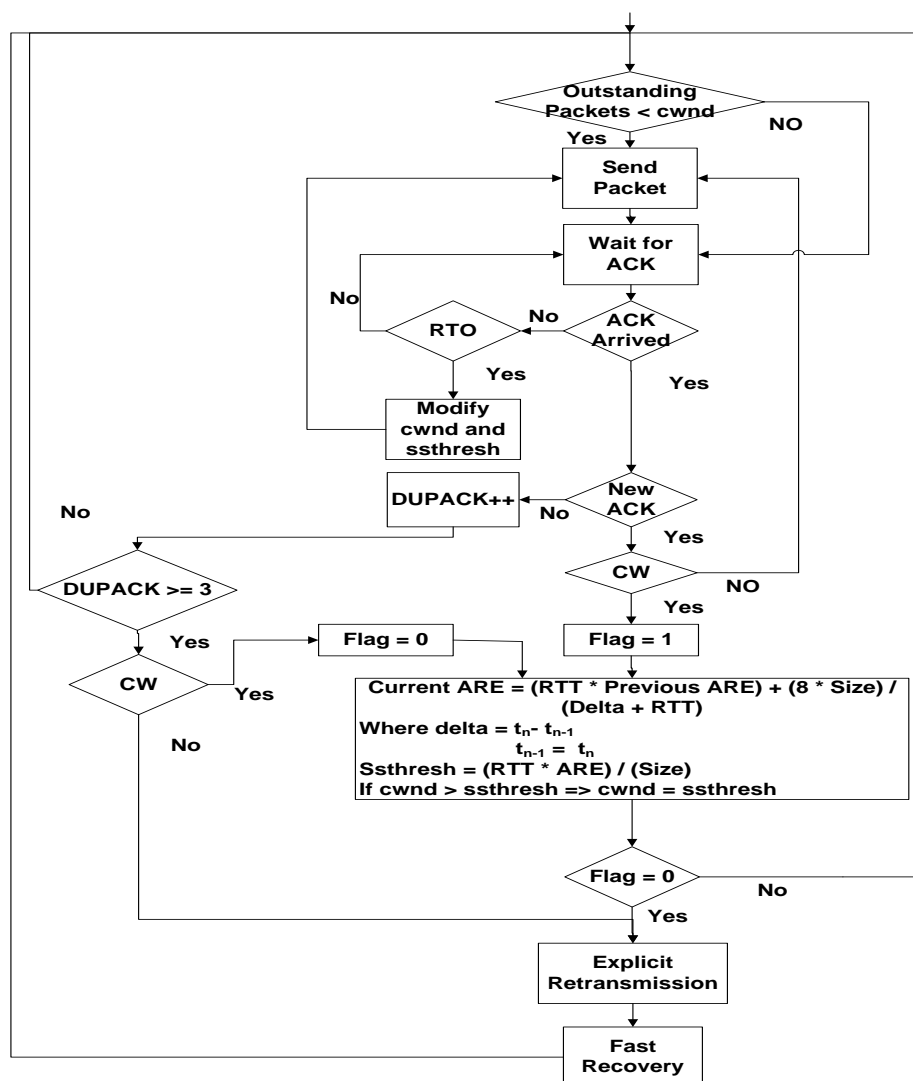 Outstanding
Packets < cwnd
NO
Yes
Send
Packet
Wait for
ACK
No
No
RTO
ACK
Arrived
Yes
Yes
Modify
cwnd and
ssthresh
DUPACK++
No
New
ACK
No
Yes
DUPACK >= 3
CW
NO
Yes
Yes
Flag = 0
Flag = 1
CW
Yes
No
Current ARE = (RTT * Previous ARE) + (8 * Size) /
(Delta + RTT)
Where delta = tn- tn-1
tn-1 = tn
Ssthresh = (RTT * ARE) / (Size)
If cwnd > ssthresh => cwnd = ssthresh
Flag = 0
No
Yes
Explicit
Retransmission
Fast
Recovery